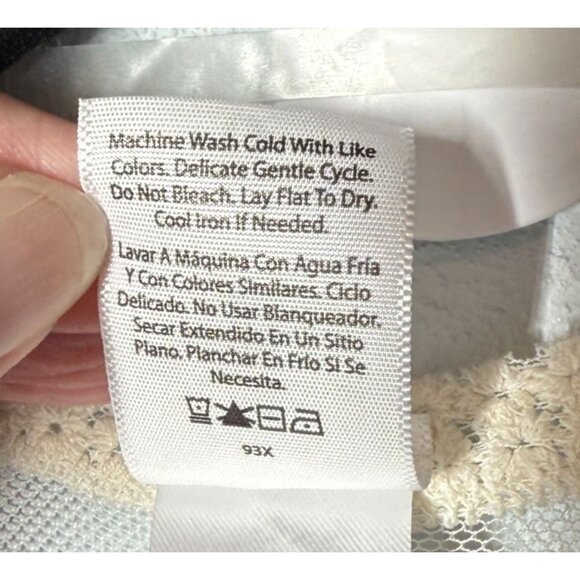 Machine Wash Cold With Like
Colors. Delicate Gentle Cycle.
Do Not Bleach. Lay Flat To Dry.
Cool Iron If Needed.
Lavar A Máquina Con Agua Fría
Y Con Colores Similares. Ciclo
Delicado. No Usar Blanqueador.
Secar Extendido En Un Sitio
Plano. Planchar En Frío Si Se
Necesita.
93X